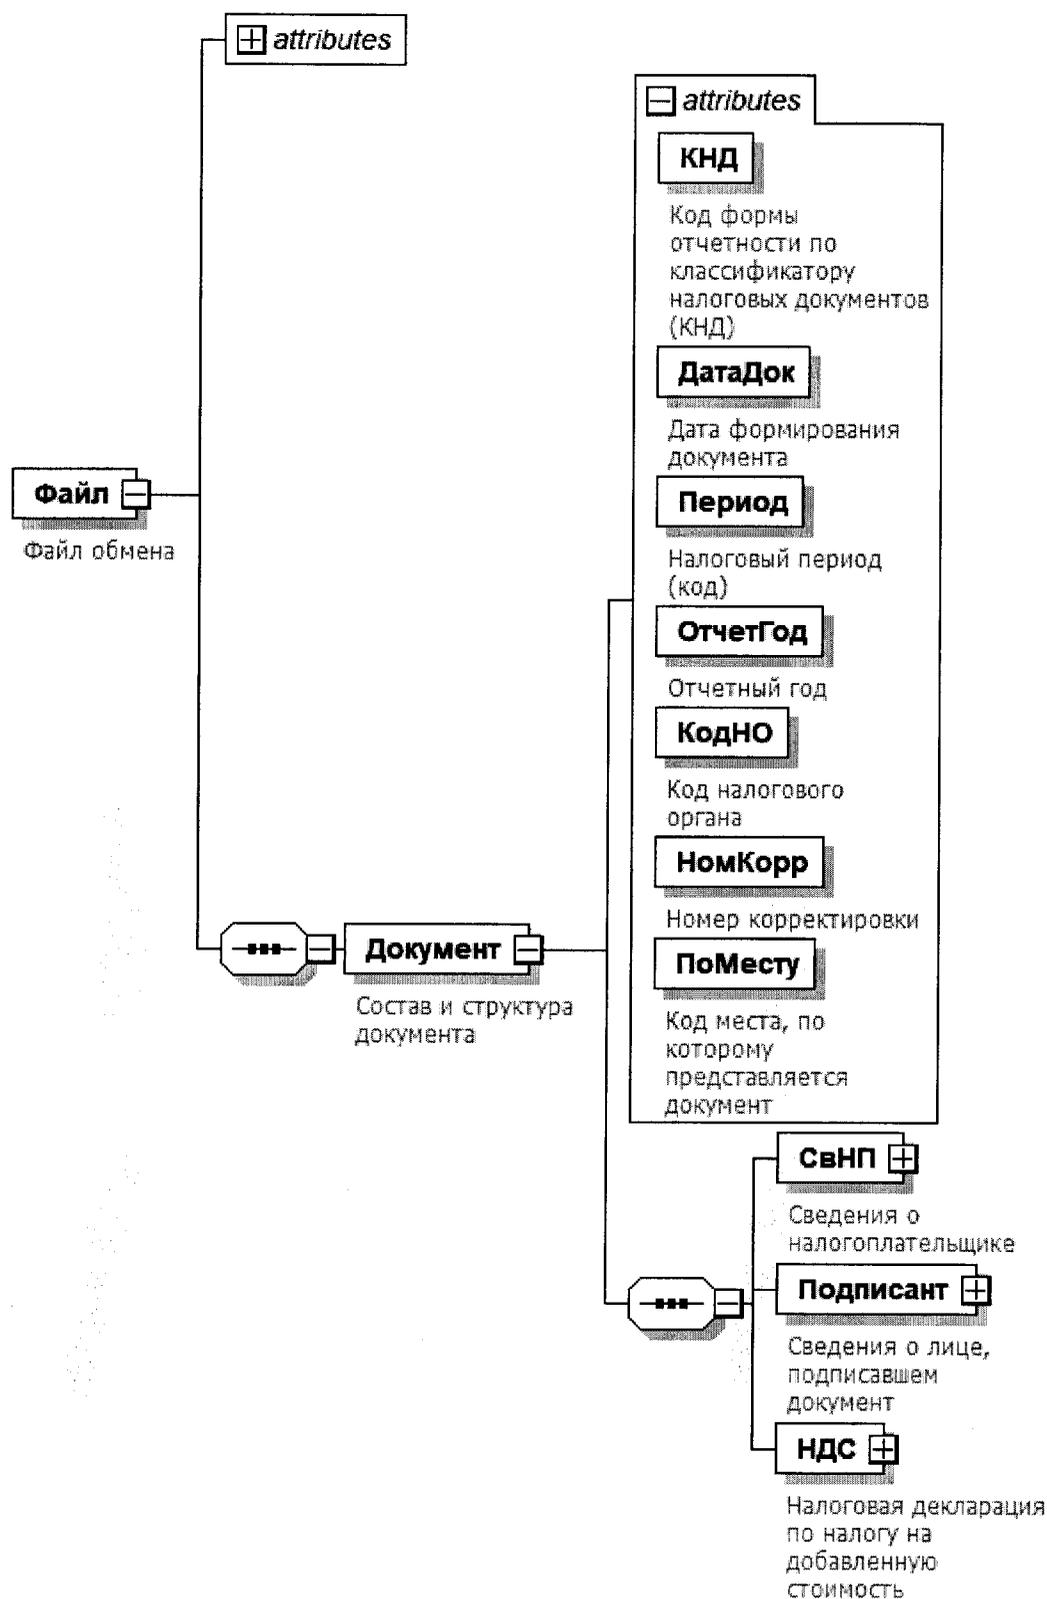 attributes
attributes
КНД
Код формы
отчетности по
классификатору
налоговых документов
(КНД)
ДатаДок
Дата формирования
документа
Период
Налоговый период
(код)
ОтчетГод
Отчетный год
КодНО
Код налогового
органа
НомКорр
Номер корректировки
ПоМесту
Код места, по
которому
представляется
документ
Файл
Файл обмена
Документ
Состав и структура
документа
СвНП
Сведения о
налогоплательщике
Подписант
Сведения о лице,
подписавшем
документ
НДС
Налоговая декларация
по налогу на
добавленную
стоимость